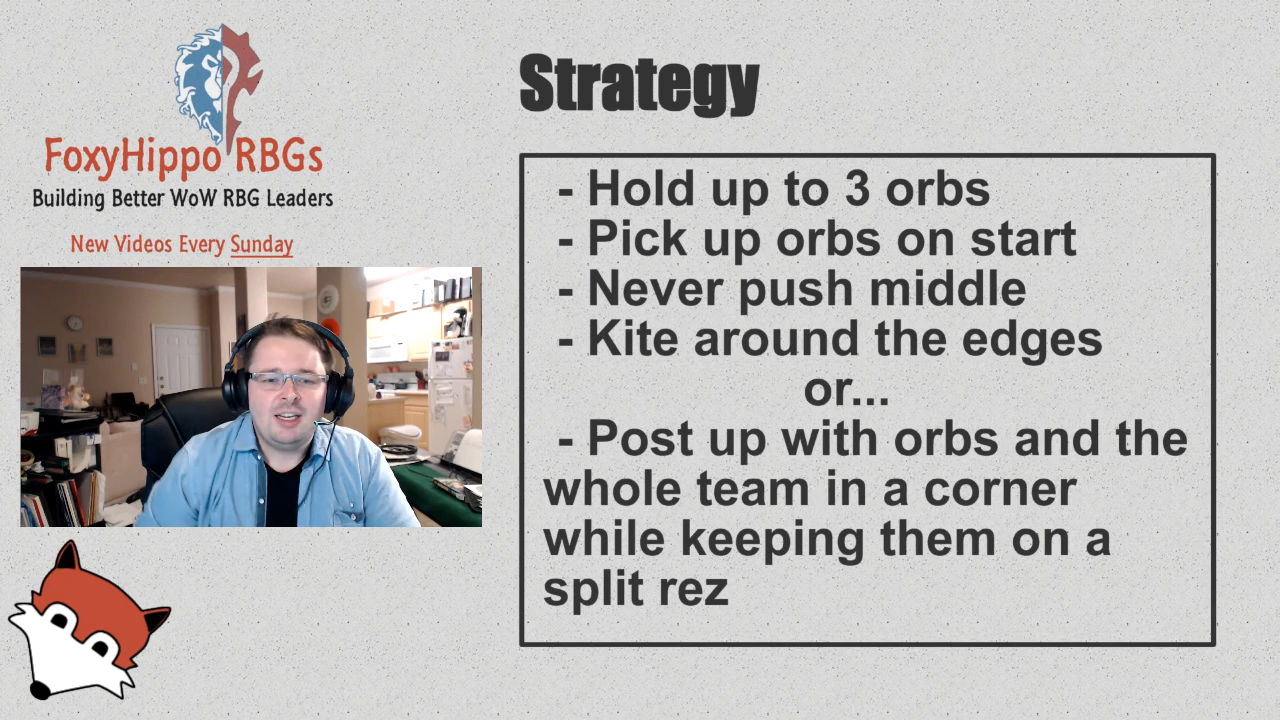 FoxyHippo RBGs
Building Better WoW RBG Leaders
New Videos Every Sunday
Strategy
- Hold up to 3 orbs
- Pick up orbs on start
- Never push middle
- Kite around the edges
or...
- Post up with orbs and the
whole team in a corner
while keeping them on a
split rez